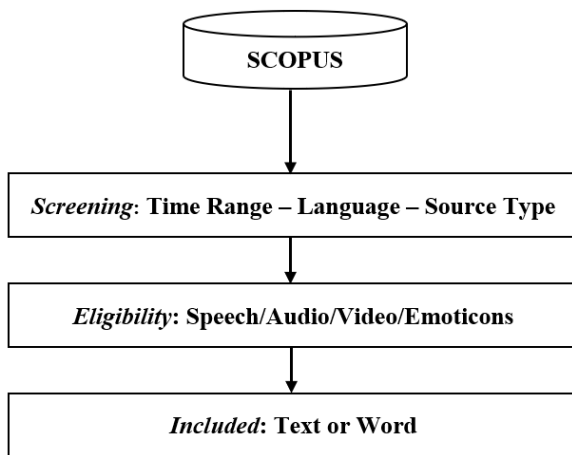 SCOPUS
Screening: Time Range – Language – Source Type
Eligibility: Speech/Audio/Video/Emoticons
Included: Text or Word